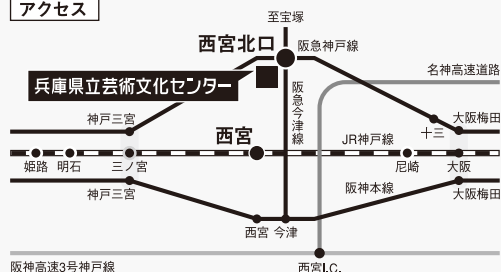 アクセス
至宝塚
西宮北口
阪急神戸線
名神高速道路
兵庫県立芸術文化センター
阪急今津線
神戸三宮
十三
大阪梅田
西宮
JR神戸線
姫路
明石
三ノ宮
尼崎
大阪
神戸三宮
阪神本線
大阪梅田
西宮
今津
阪神高速3号神戸線
西宮I.C.